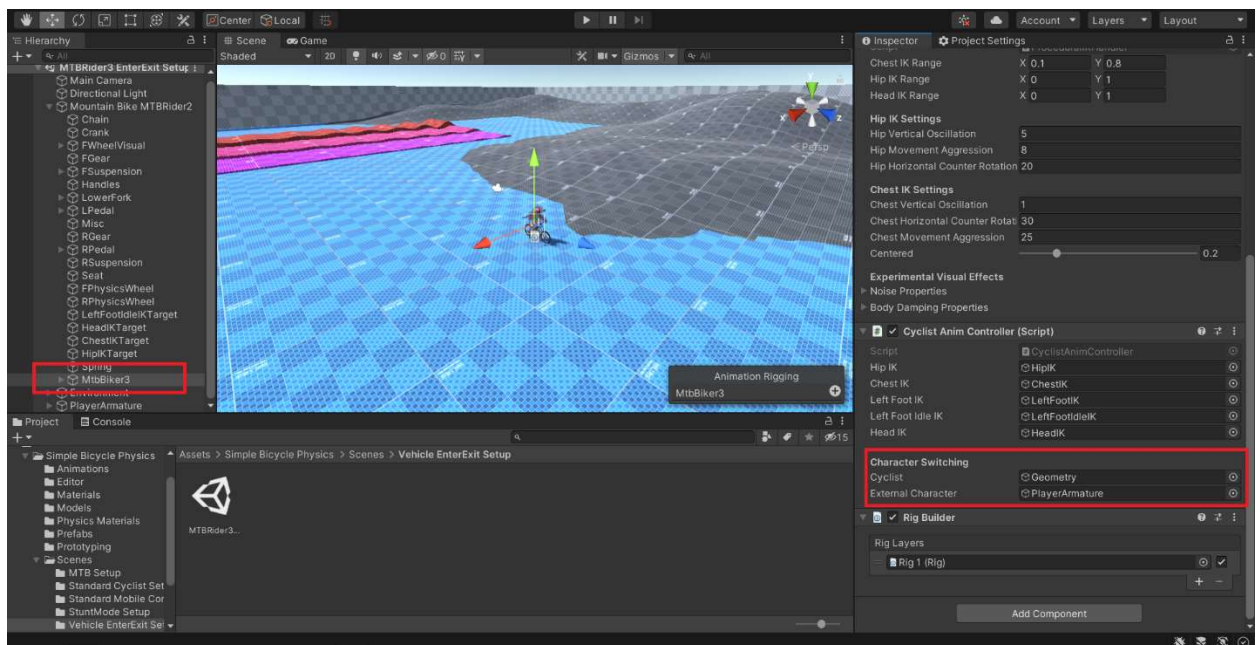 Center Local
Account Layers Layout
Hierarchy
All
MTBRider3 EnterExit Setup
Main Camera
Directional Light
Mountain Bike MTBRider2
Chain
Crank
FWheelVisual
FGear
FSuspension
Handles
LowerFork
LPedal
Misc
RGear
RPedal
RSuspension
Seat
FPhysicsWheel
RPhysicsWheel
LeftFootIdleIKTarget
HeadIKTarget
ChestIKTarget
HipIKTarget
Spring
MtbBiker3
Environment
PlayerArmature
Scene Game
Shaded 20 0 Gizmos All
y
x z
Persp
Animation Rigging
MtbBiker3
Inspector Project Settings
Chest IK Range X 0.1 Y 0.8
Hip IK Range X 0 Y 1
Head IK Range X 0 Y 1
Hip IK Settings
Hip Vertical Oscillation 5
Hip Movement Aggression 8
Hip Horizontal Counter Rotation 20
Chest IK Settings
Chest Vertical Oscillation 1
Chest Horizontal Counter Rotati 30
Chest Movement Aggression 25
Centered 0.2
Experimental Visual Effects
Noise Properties
Body Damping Properties
Cyclist Anim Controller (Script)
Script CyclistAnimController
Hip IK HipIK
Chest IK ChestIK
Left Foot IK LeftFootIK
Left Foot Idle IK LeftFootIdleIK
Head IK HeadIK
Character Switching
Cyclist Geometry
External Character PlayerArmature
Rig Builder
Rig Layers
Rig 1 (Rig)
+ -
Add Component
Project Console
15
Simple Bicycle Physics
Animations
Editor
Materials
Models
Physics Materials
Prefabs
Prototyping
Scenes
MTB Setup
Standard Cyclist Set
Standard Mobile Cor
StuntMode Setup
Vehicle EnterExit Set
Assets > Simple Bicycle Physics > Scenes > Vehicle EnterExit Setup
MTBRider3...